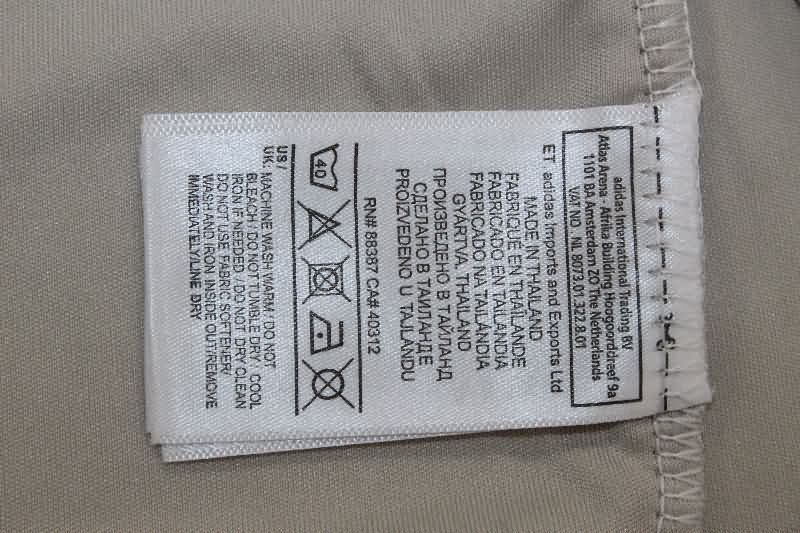 adidas International Trading BV
Atlas Arena - Afrika Building Hoogoorddreef 9a
1101 BA Amsterdam ZO The Netherlands
VAT NO. NL 8073.01.322.8.01
ET adidas Imports and Exports Ltd
MADE IN THAILAND
FABRIQUÉ EN THAÏLANDE
FABRICADO EN TAILANDIA
FABRICADO NA TAILÂNDIA
GYÁRTVA THAILAND
ПРОИЗВЕДЕНО В ТАЙЛАНД
СДЕЛАНО В ТАИЛАНДЕ
PROIZVEDENO U TAJLANDU
RN# 88387 CA# 40312
40
US /
UK: MACHINE WASH WARM / DO NOT
BLEACH / DO NOT TUMBLE DRY / COOL
IRON IF NEEDED / DO NOT DRY CLEAN
DO NOT USE FABRIC SOFTENER/
WASH AND IRON INSIDE OUT/REMOVE
IMMEDIATELY/LINE DRY